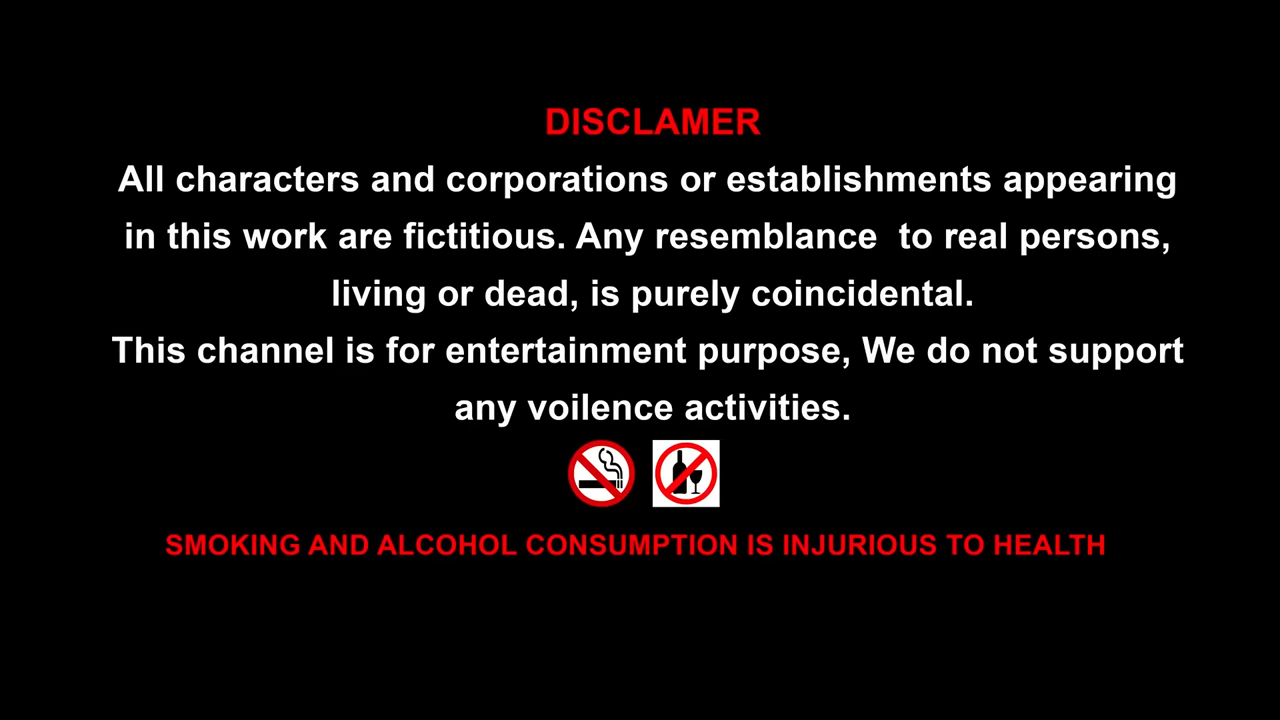 DISCLAMER
All characters and corporations or establishments appearing
in this work are fictitious. Any resemblance  to real persons,
living or dead, is purely coincidental.
This channel is for entertainment purpose, We do not support
any voilence activities.
SMOKING AND ALCOHOL CONSUMPTION IS INJURIOUS TO HEALTH